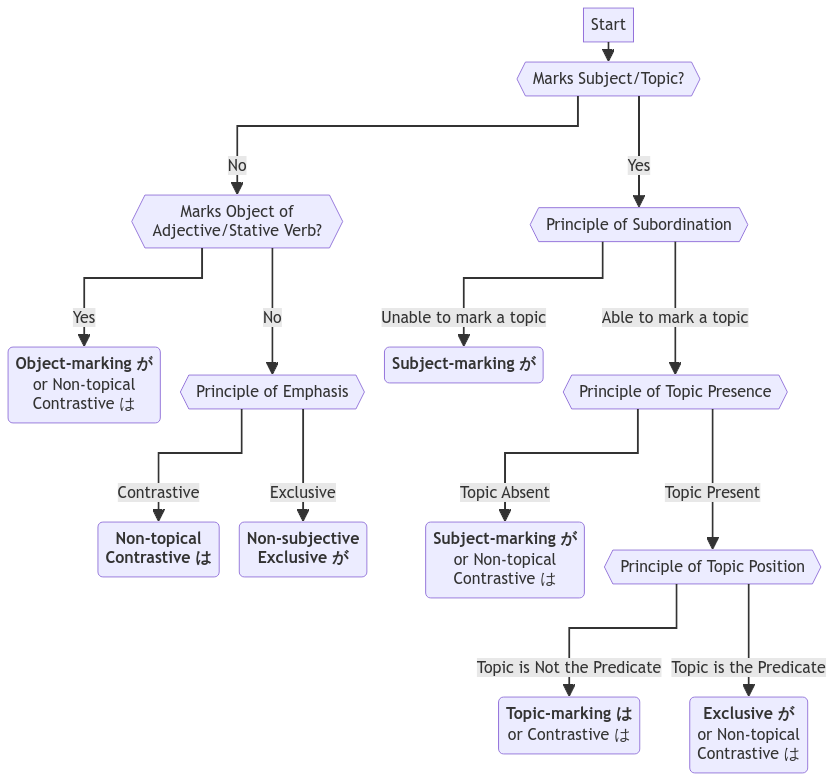 Start
Marks Subject/Topic?
No
Yes
Marks Object of
Adjective/Stative Verb?
Principle of Subordination
Yes
No
Unable to mark a topic
Able to mark a topic
Object-marking が
or Non-topical
Contrastive は
Principle of Emphasis
Subject-marking が
Principle of Topic Presence
Contrastive
Exclusive
Topic Absent
Topic Present
Non-topical
Contrastive は
Non-subjective
Exclusive が
Subject-marking が
or Non-topical
Contrastive は
Principle of Topic Position
Topic is Not the Predicate
Topic is the Predicate
Topic-marking は
or Contrastive は
Exclusive が
or Non-topical
Contrastive は